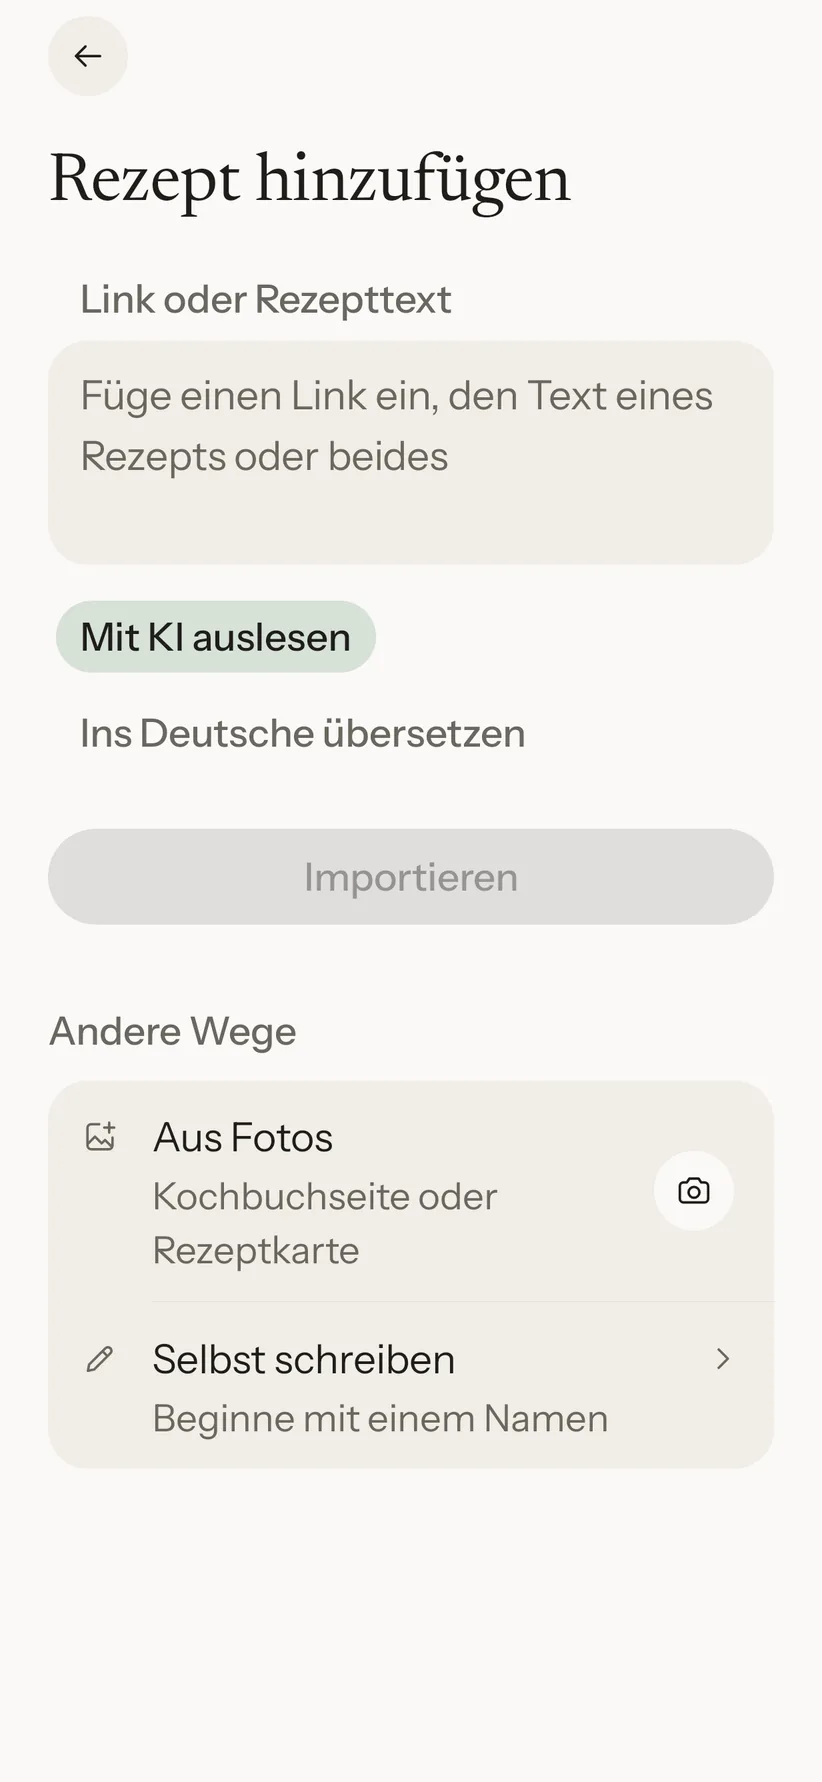 Rezept hinzufügen
Link oder Rezepttext
Füge einen Link ein, den Text eines
Rezepts oder beides
Mit KI auslesen
Ins Deutsche übersetzen
Importieren
Andere Wege
Aus Fotos
Kochbuchseite oder
Rezeptkarte
Selbst schreiben
Beginne mit einem Namen